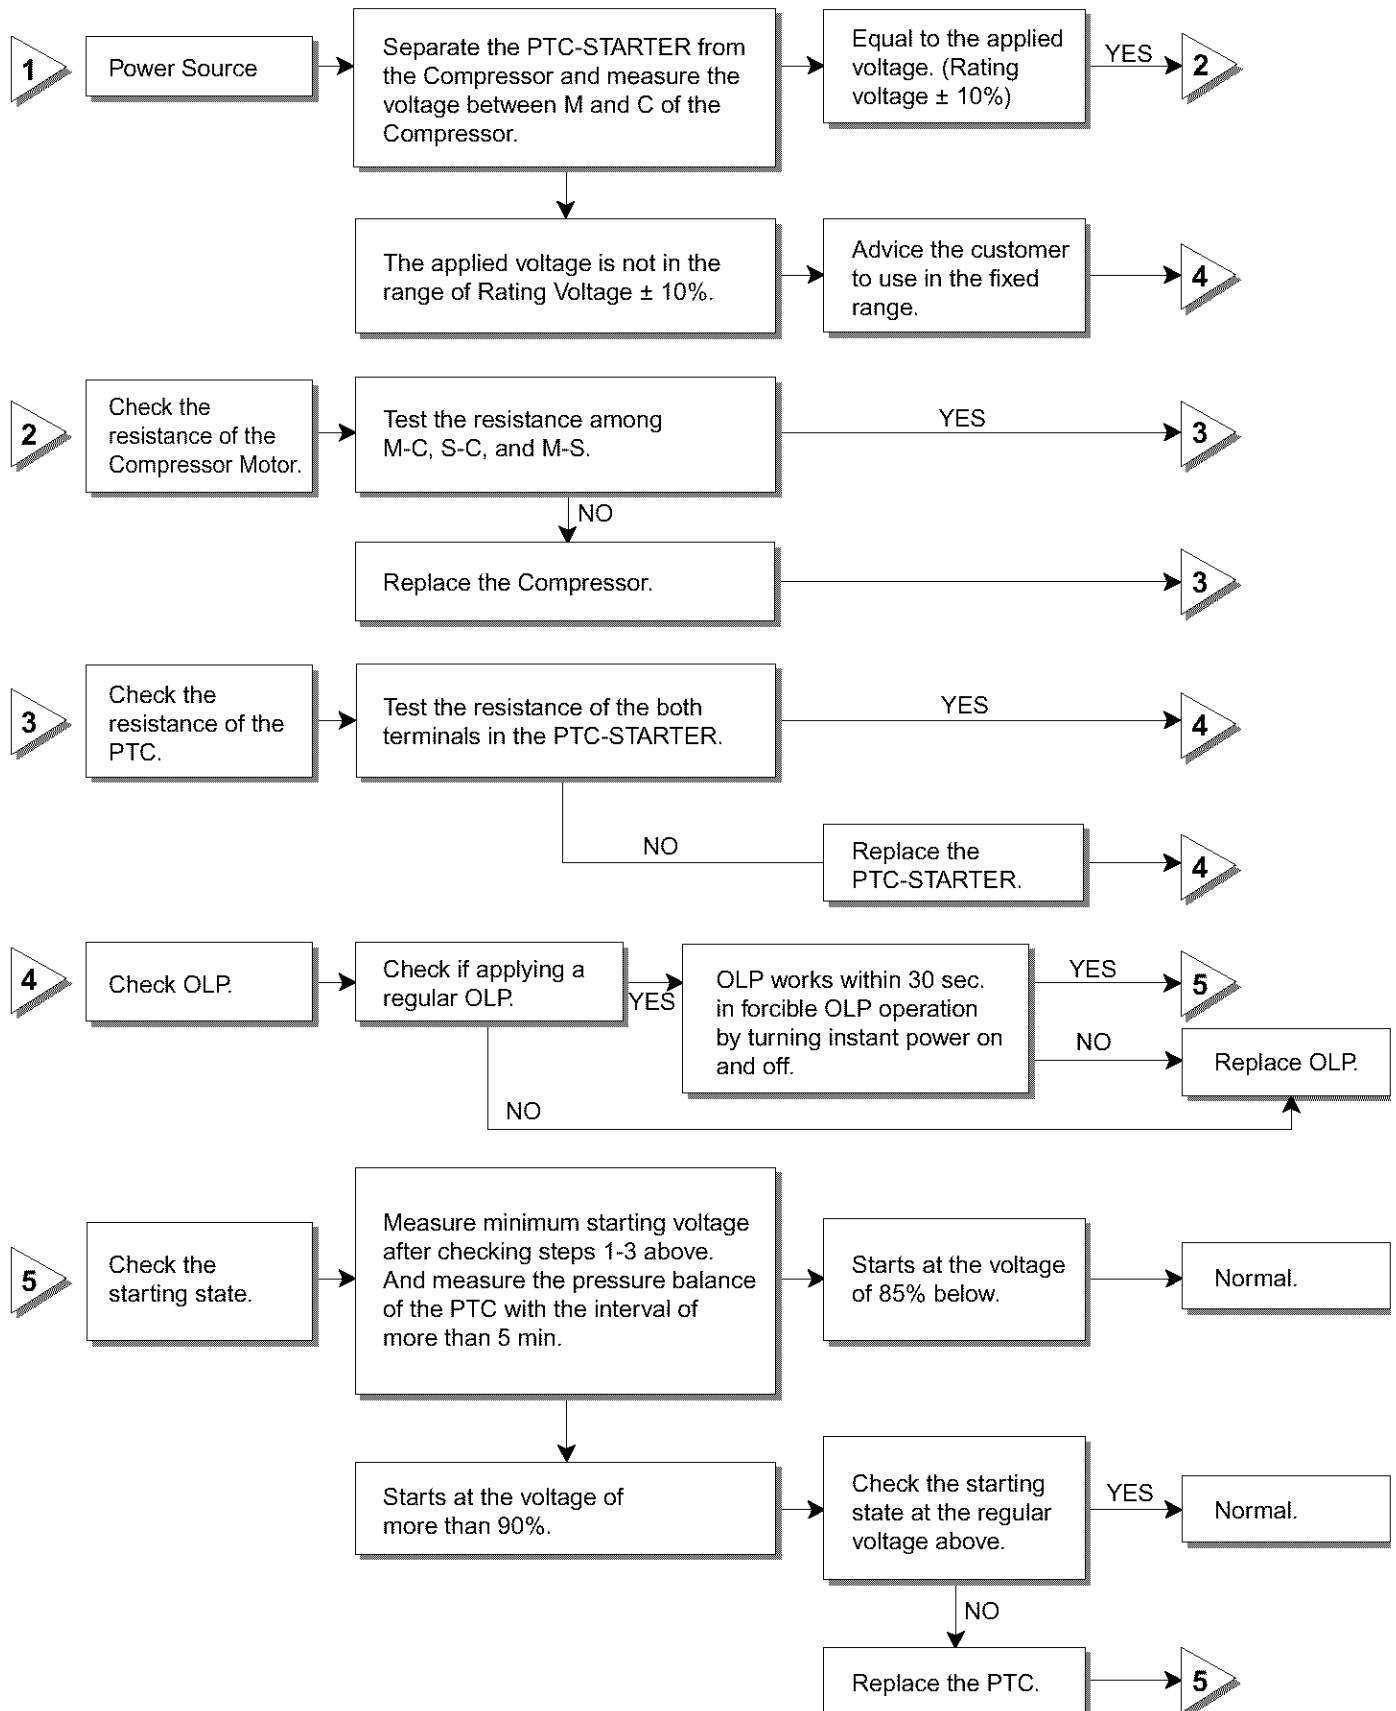 1
Power Source
Separate the PTC-STARTER from
the Compressor and measure the
voltage between M and C of the
Compressor.
Equal to the applied
voltage. (Rating
voltage ± 10%)
YES
2
The applied voltage is not in the
range of Rating Voltage ± 10%.
Advice the customer
to use in the fixed
range.
4
2
Check the
resistance of the
Compressor Motor.
Test the resistance among
M-C, S-C, and M-S.
YES
3
NO
Replace the Compressor.
3
3
Check the
resistance of the
PTC.
Test the resistance of the both
terminals in the PTC-STARTER.
YES
4
NO
Replace the
PTC-STARTER.
4
4
Check OLP.
Check if applying a
regular OLP.
YES
OLP works within 30 sec.
in forcible OLP operation
by turning instant power on
and off.
YES
5
NO
Replace OLP.
NO
5
Check the
starting state.
Measure minimum starting voltage
after checking steps 1-3 above.
And measure the pressure balance
of the PTC with the interval of
more than 5 min.
Starts at the voltage
of 85% below.
Normal.
Starts at the voltage of
more than 90%.
Check the starting
state at the regular
voltage above.
YES
Normal.
NO
Replace the PTC.
5